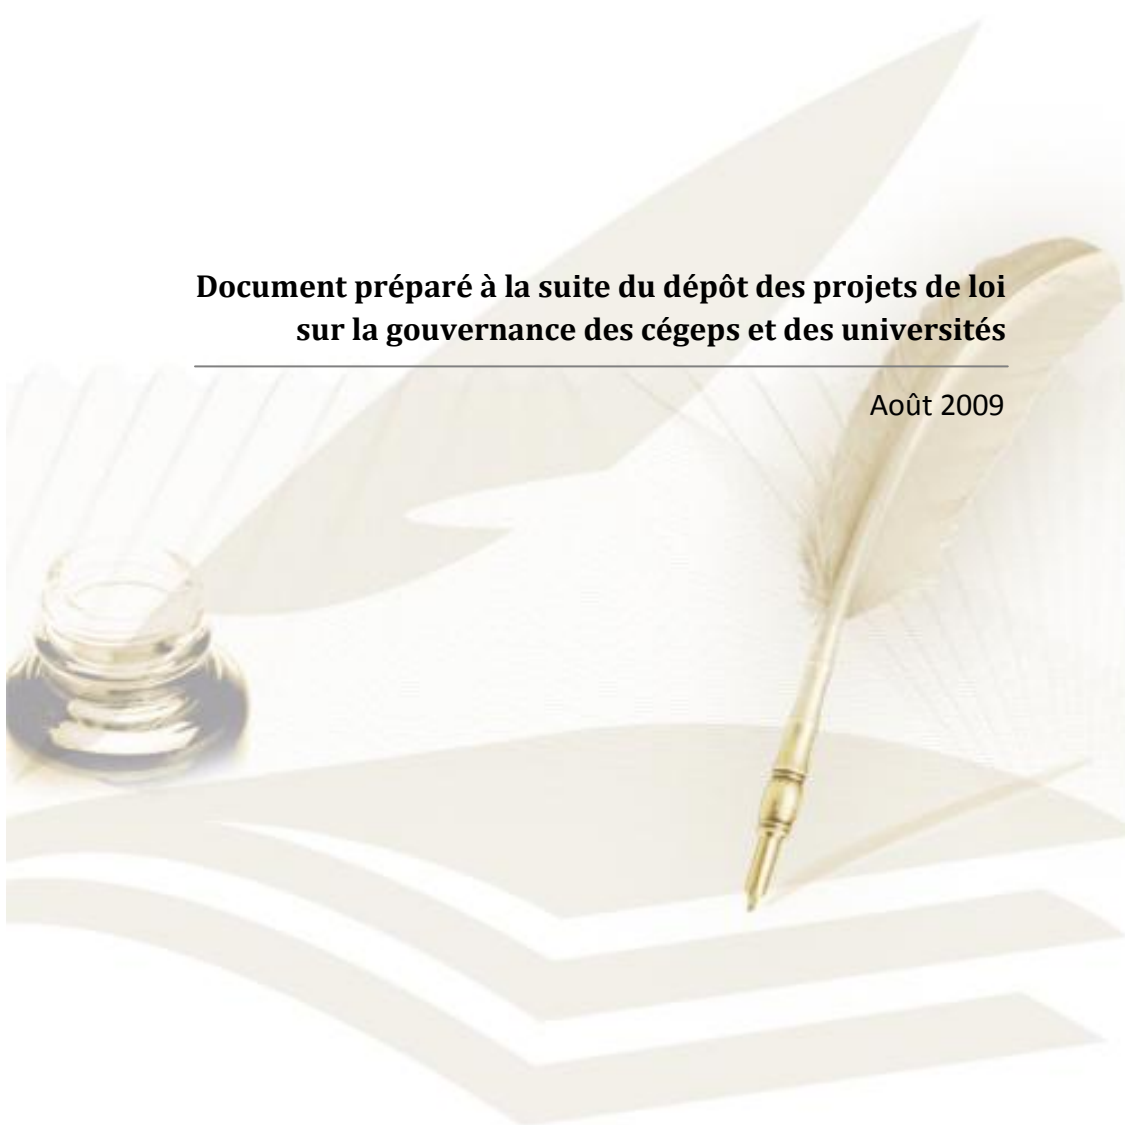 Document préparé à la suite du dépôt des projets de loi
sur la gouvernance des cégeps et des universités
Août 2009